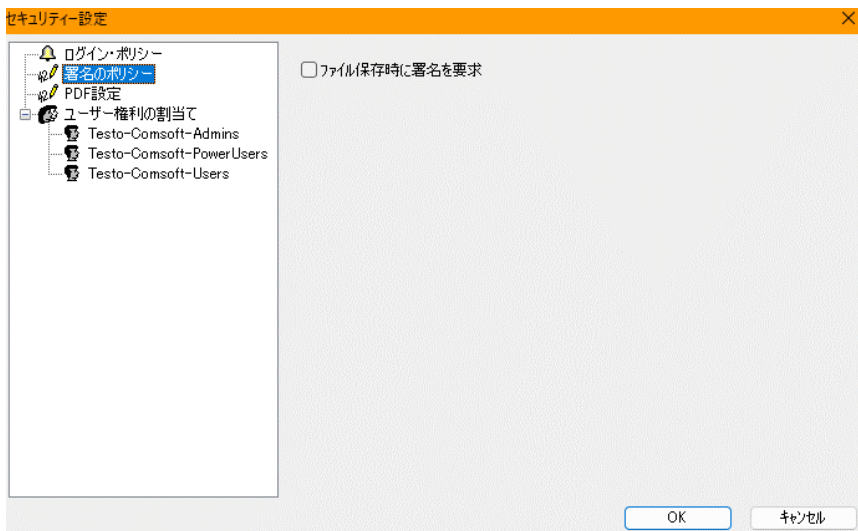 セキュリティー設定
ログイン・ポリシー
署名のポリシー
PDF設定
ユーザー権利の割当て
Testo-Comsoft-Admins
Testo-Comsoft-PowerUsers
Testo-Comsoft-Users
ファイル保存時に署名を要求
OK
キャンセル